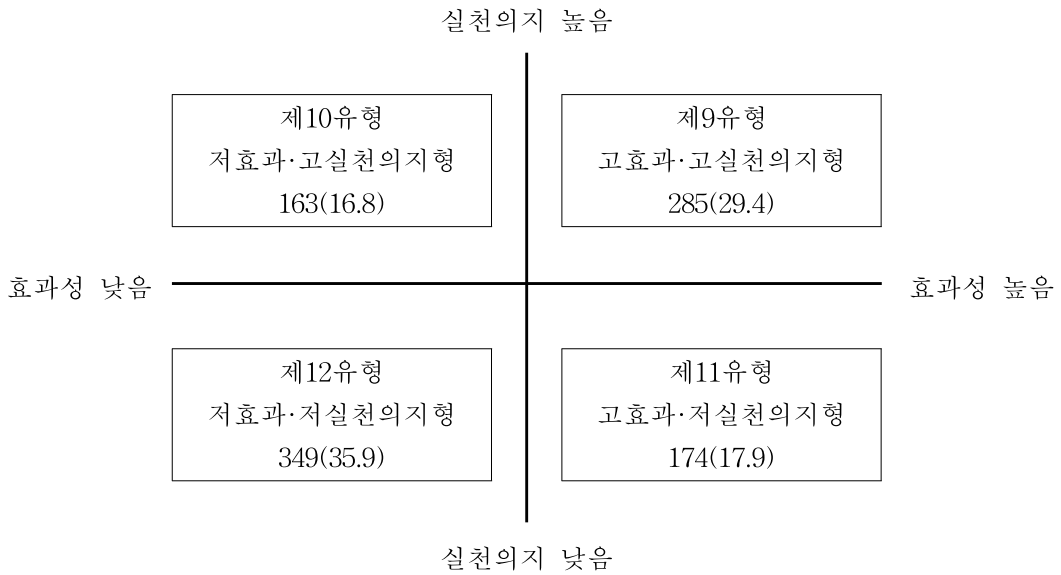 실천의지 높음
제10유형
저효과·고실천의지형
163(16.8)
제9유형
고효과·고실천의지형
285(29.4)
효과성 낮음
효과성 높음
제12유형
저효과·저실천의지형
349(35.9)
제11유형
고효과·저실천의지형
174(17.9)
실천의지 낮음